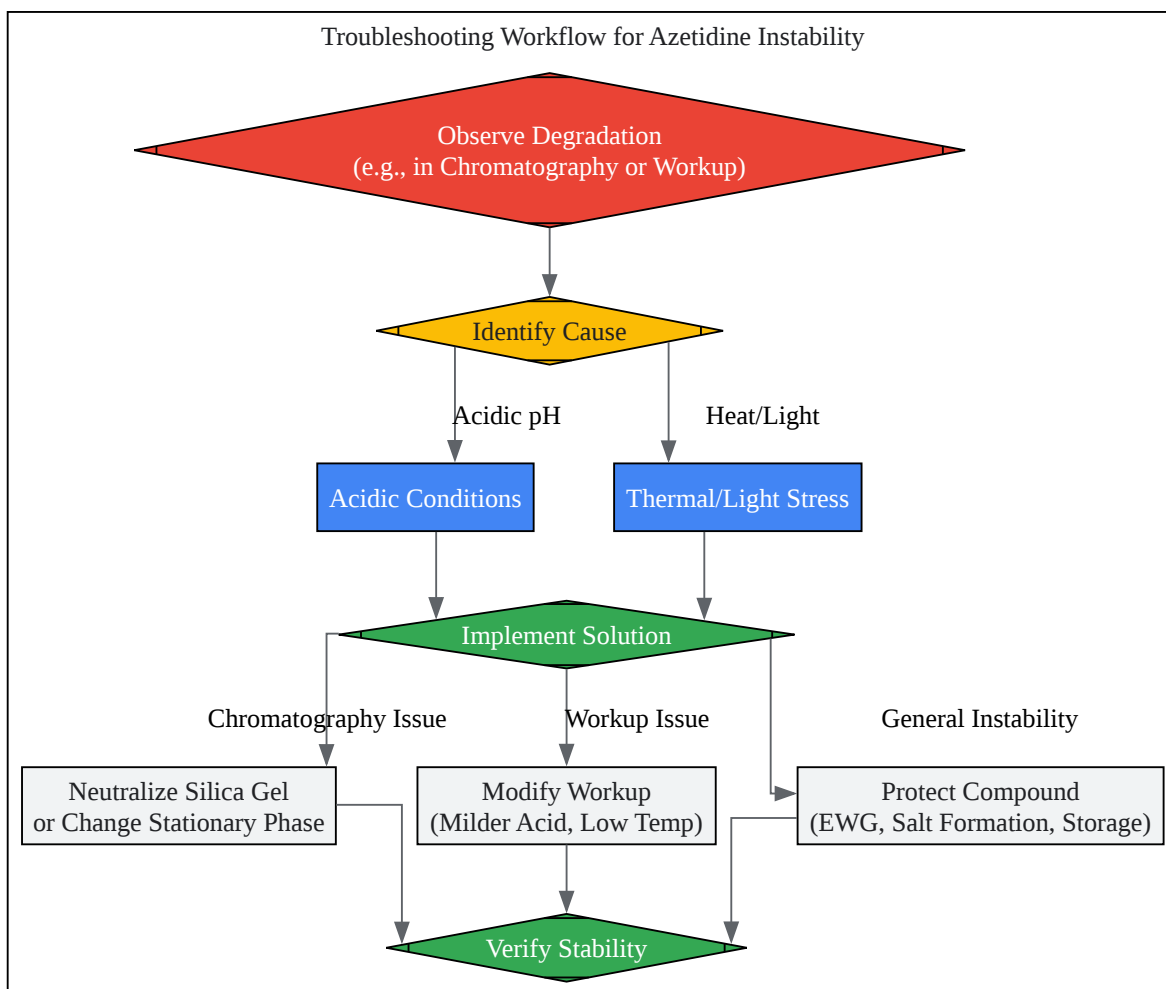 Troubleshooting Workflow for Azetidine Instability
Observe Degradation
(e.g., in Chromatography or Workup)
Identify Cause
Acidic pH
Heat/Light
Acidic Conditions
Thermal/Light Stress
Implement Solution
Chromatography Issue
Workup Issue
General Instability
Neutralize Silica Gel
or Change Stationary Phase
Modify Workup
(Milder Acid, Low Temp)
Protect Compound
(EWG, Salt Formation, Storage)
Verify Stability